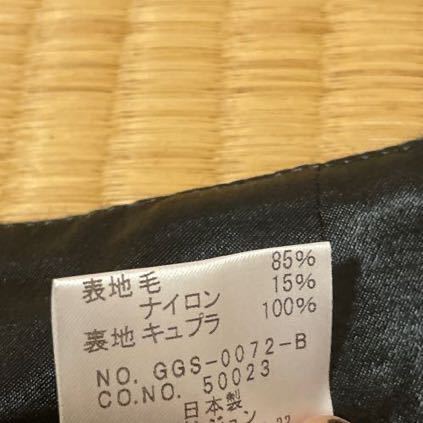 表地 毛 85%
ナイロン 15%
裏地 キュプラ 100%
NO. GGS-0072-B
CO.NO. 50023
日本製